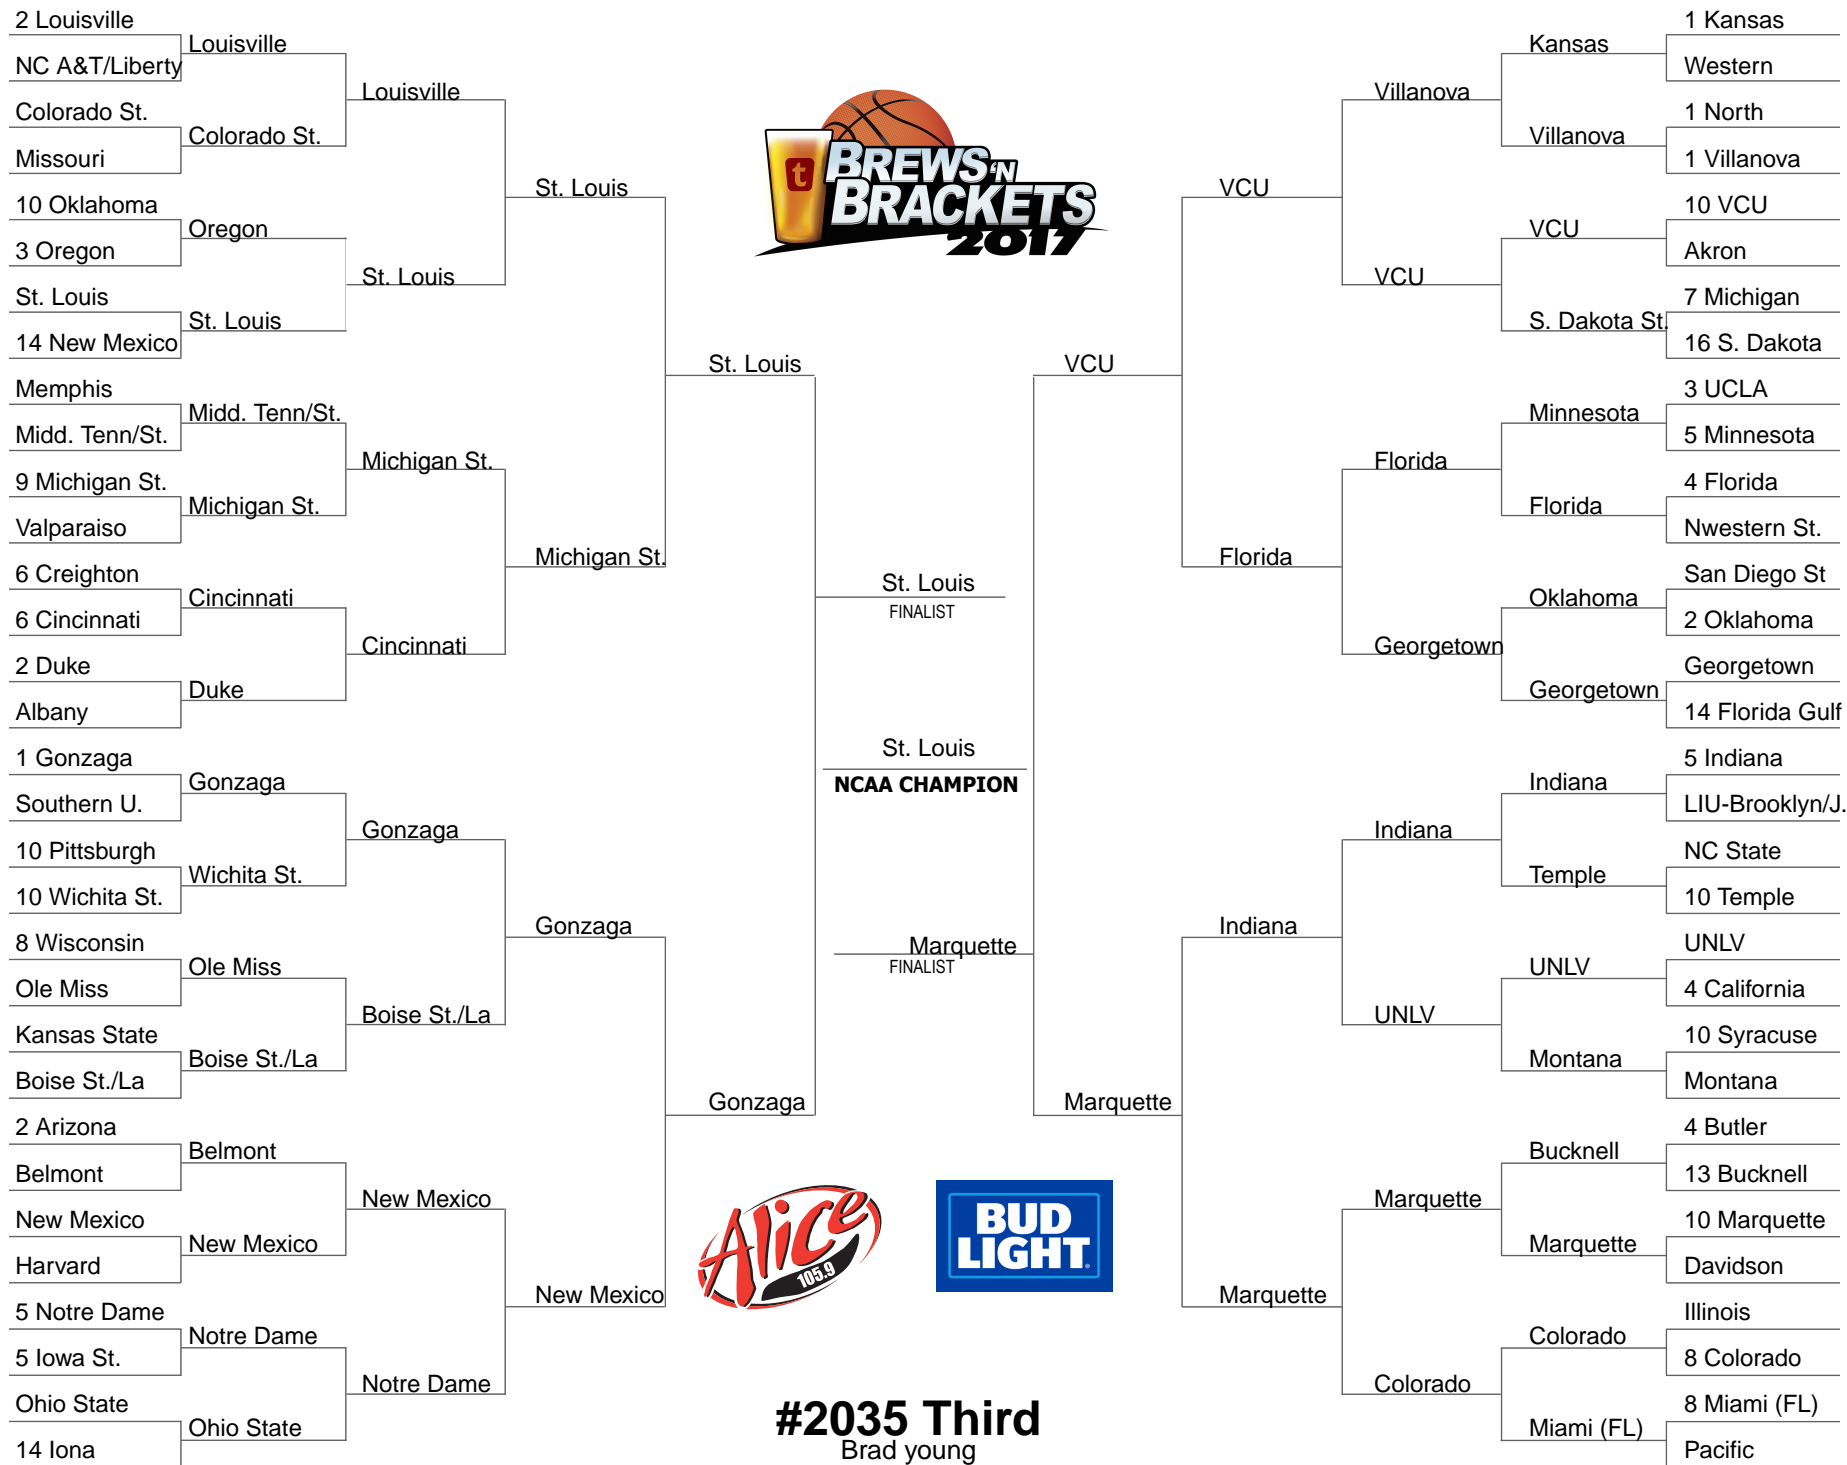 2 Louisville
NC A&T/Liberty
Colorado St.
Missouri
10 Oklahoma
3 Oregon
St. Louis
14 New Mexico
Memphis
Midd. Tenn/St.
9 Michigan St.
Valparaiso
6 Creighton
6 Cincinnati
2 Duke
Albany
1 Gonzaga
Southern U.
10 Pittsburgh
10 Wichita St.
8 Wisconsin
Ole Miss
Kansas State
Boise St./La
2 Arizona
Belmont
New Mexico
Harvard
5 Notre Dame
5 Iowa St.
Ohio State
14 Iona
Louisville
Colorado St.
Oregon
St. Louis
Midd. Tenn/St.
Michigan St.
Cincinnati
Duke
Gonzaga
Wichita St.
Ole Miss
Boise St./La
Belmont
New Mexico
Notre Dame
Ohio State
Louisville
St. Louis
Michigan St.
Cincinnati
Gonzaga
Boise St./La
New Mexico
Notre Dame
St. Louis
Michigan St.
Gonzaga
New Mexico
St. Louis
Gonzaga
t
BREWS 'N
BRACKETS
2017
St. Louis
FINALIST
St. Louis
NCAA CHAMPION
Marquette
FINALIST
Alice
105.9
BUD
LIGHT
#2035 Third
Brad young
VCU
Marquette
VCU
Florida
Indiana
Marquette
Villanova
VCU
Florida
Georgetown
Indiana
UNLV
Marquette
Colorado
Kansas
Villanova
VCU
S. Dakota St.
Minnesota
Florida
Oklahoma
Georgetown
Indiana
Temple
UNLV
Montana
Bucknell
Marquette
Colorado
Miami (FL)
1 Kansas
Western
1 North
1 Villanova
10 VCU
Akron
7 Michigan
16 S. Dakota
3 UCLA
5 Minnesota
4 Florida
Nwestern St.
San Diego St
2 Oklahoma
Georgetown
14 Florida Gulf
5 Indiana
LIU-Brooklyn/J.
NC State
10 Temple
UNLV
4 California
10 Syracuse
Montana
4 Butler
13 Bucknell
10 Marquette
Davidson
Illinois
8 Colorado
8 Miami (FL)
Pacific